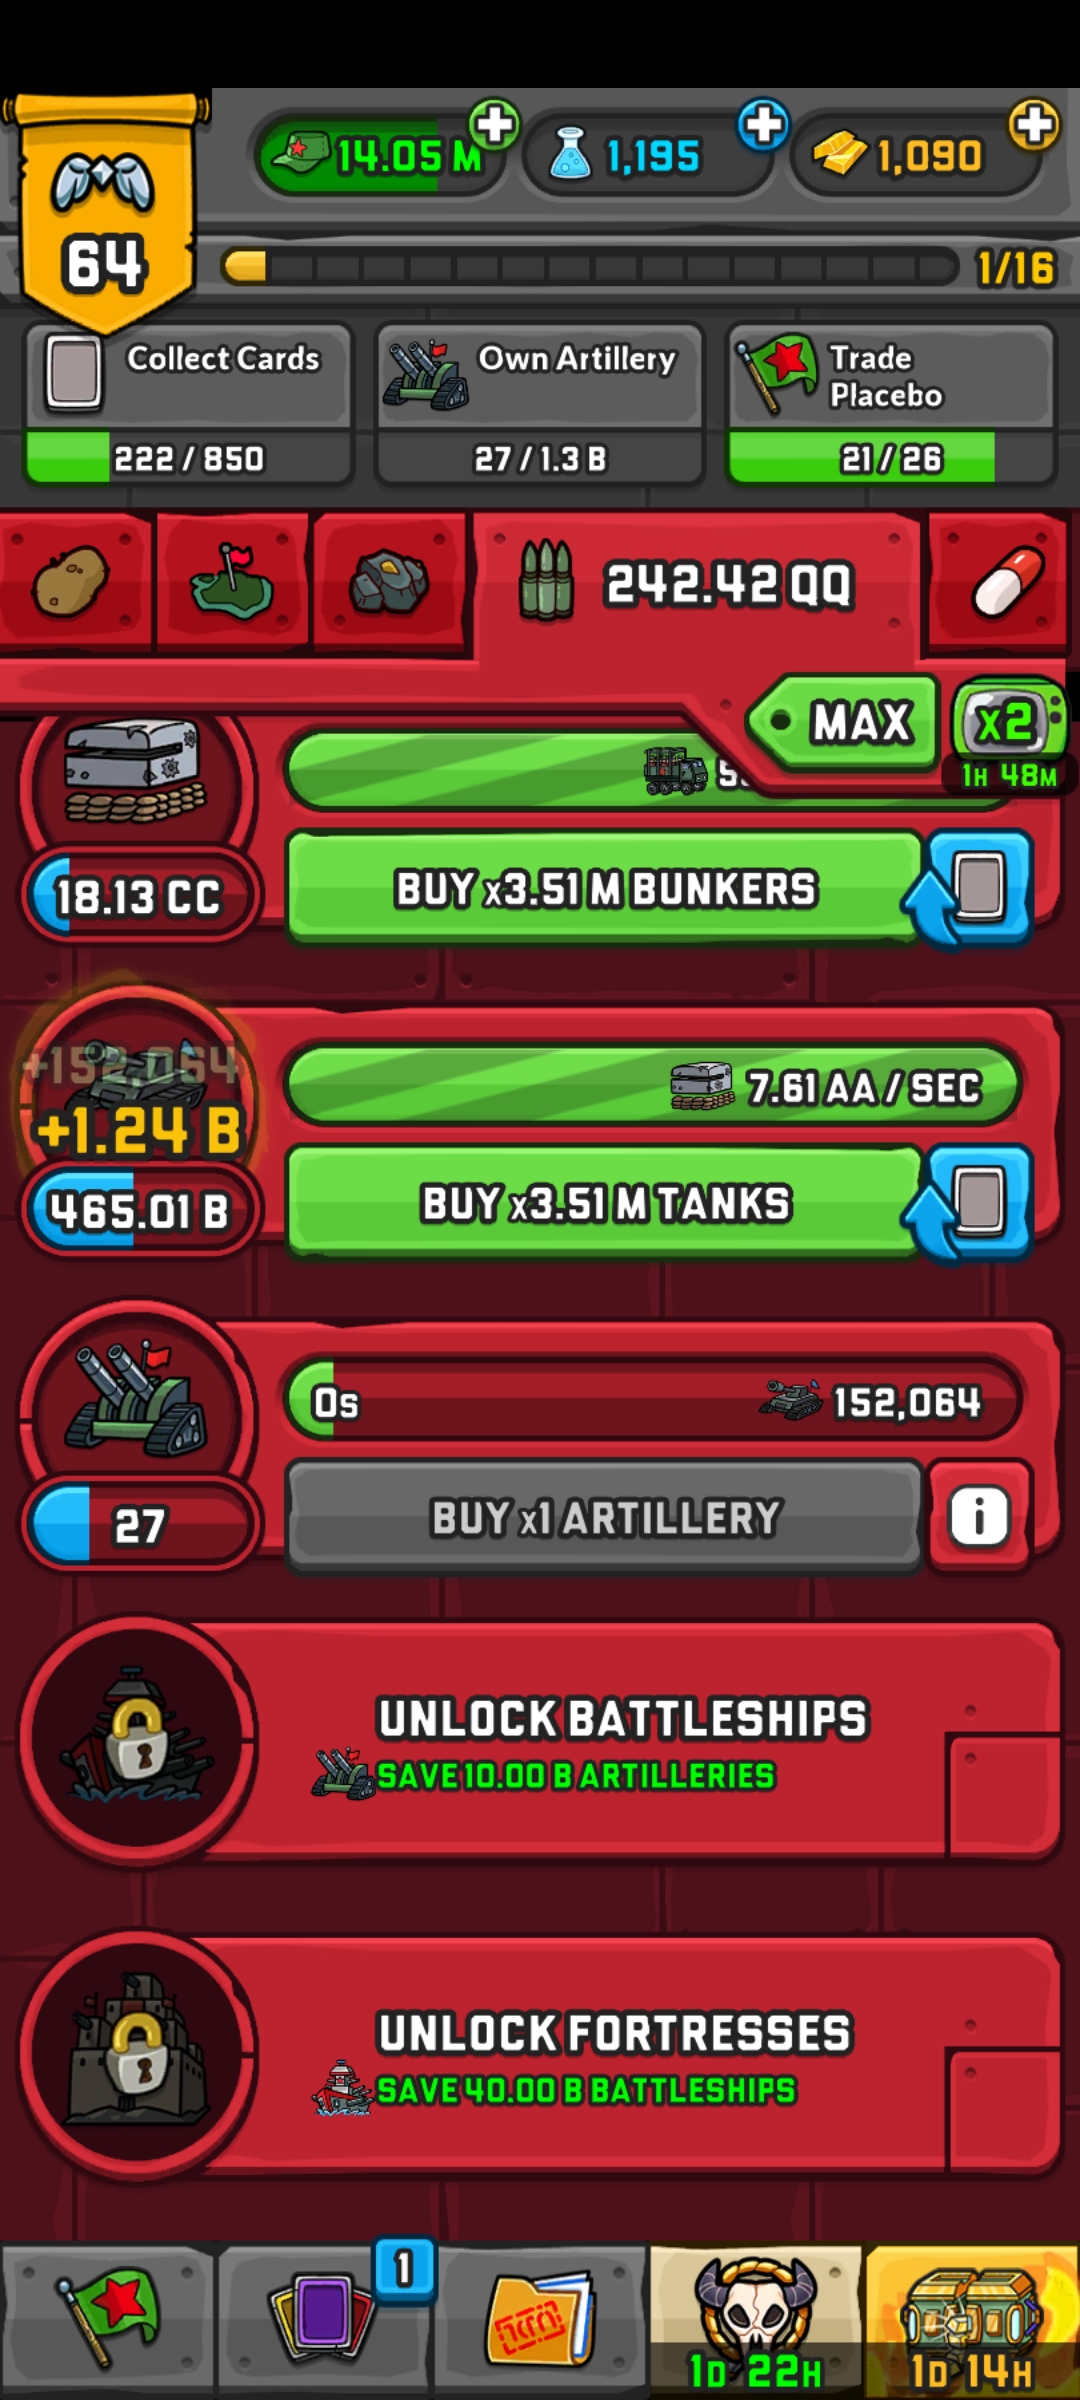 14.05 M
1,195
1,090
64
1/16
Collect Cards
222 / 850
Own Artillery
27 / 1.3 B
Trade
Placebo
21 / 26
242.42 QQ
MAX
x2
1H 48M
18.13 CC
BUY x3.51 M BUNKERS
+152,064
+1.24 B
465.01 B
7.61 AA / SEC
BUY x3.51 M TANKS
0s
152,064
27
BUY x1 ARTILLERY
i
UNLOCK BATTLESHIPS
SAVE 10.00 B ARTILLERIES
UNLOCK FORTRESSES
SAVE 40.00 B BATTLESHIPS
1
1D 22H
1D 14H